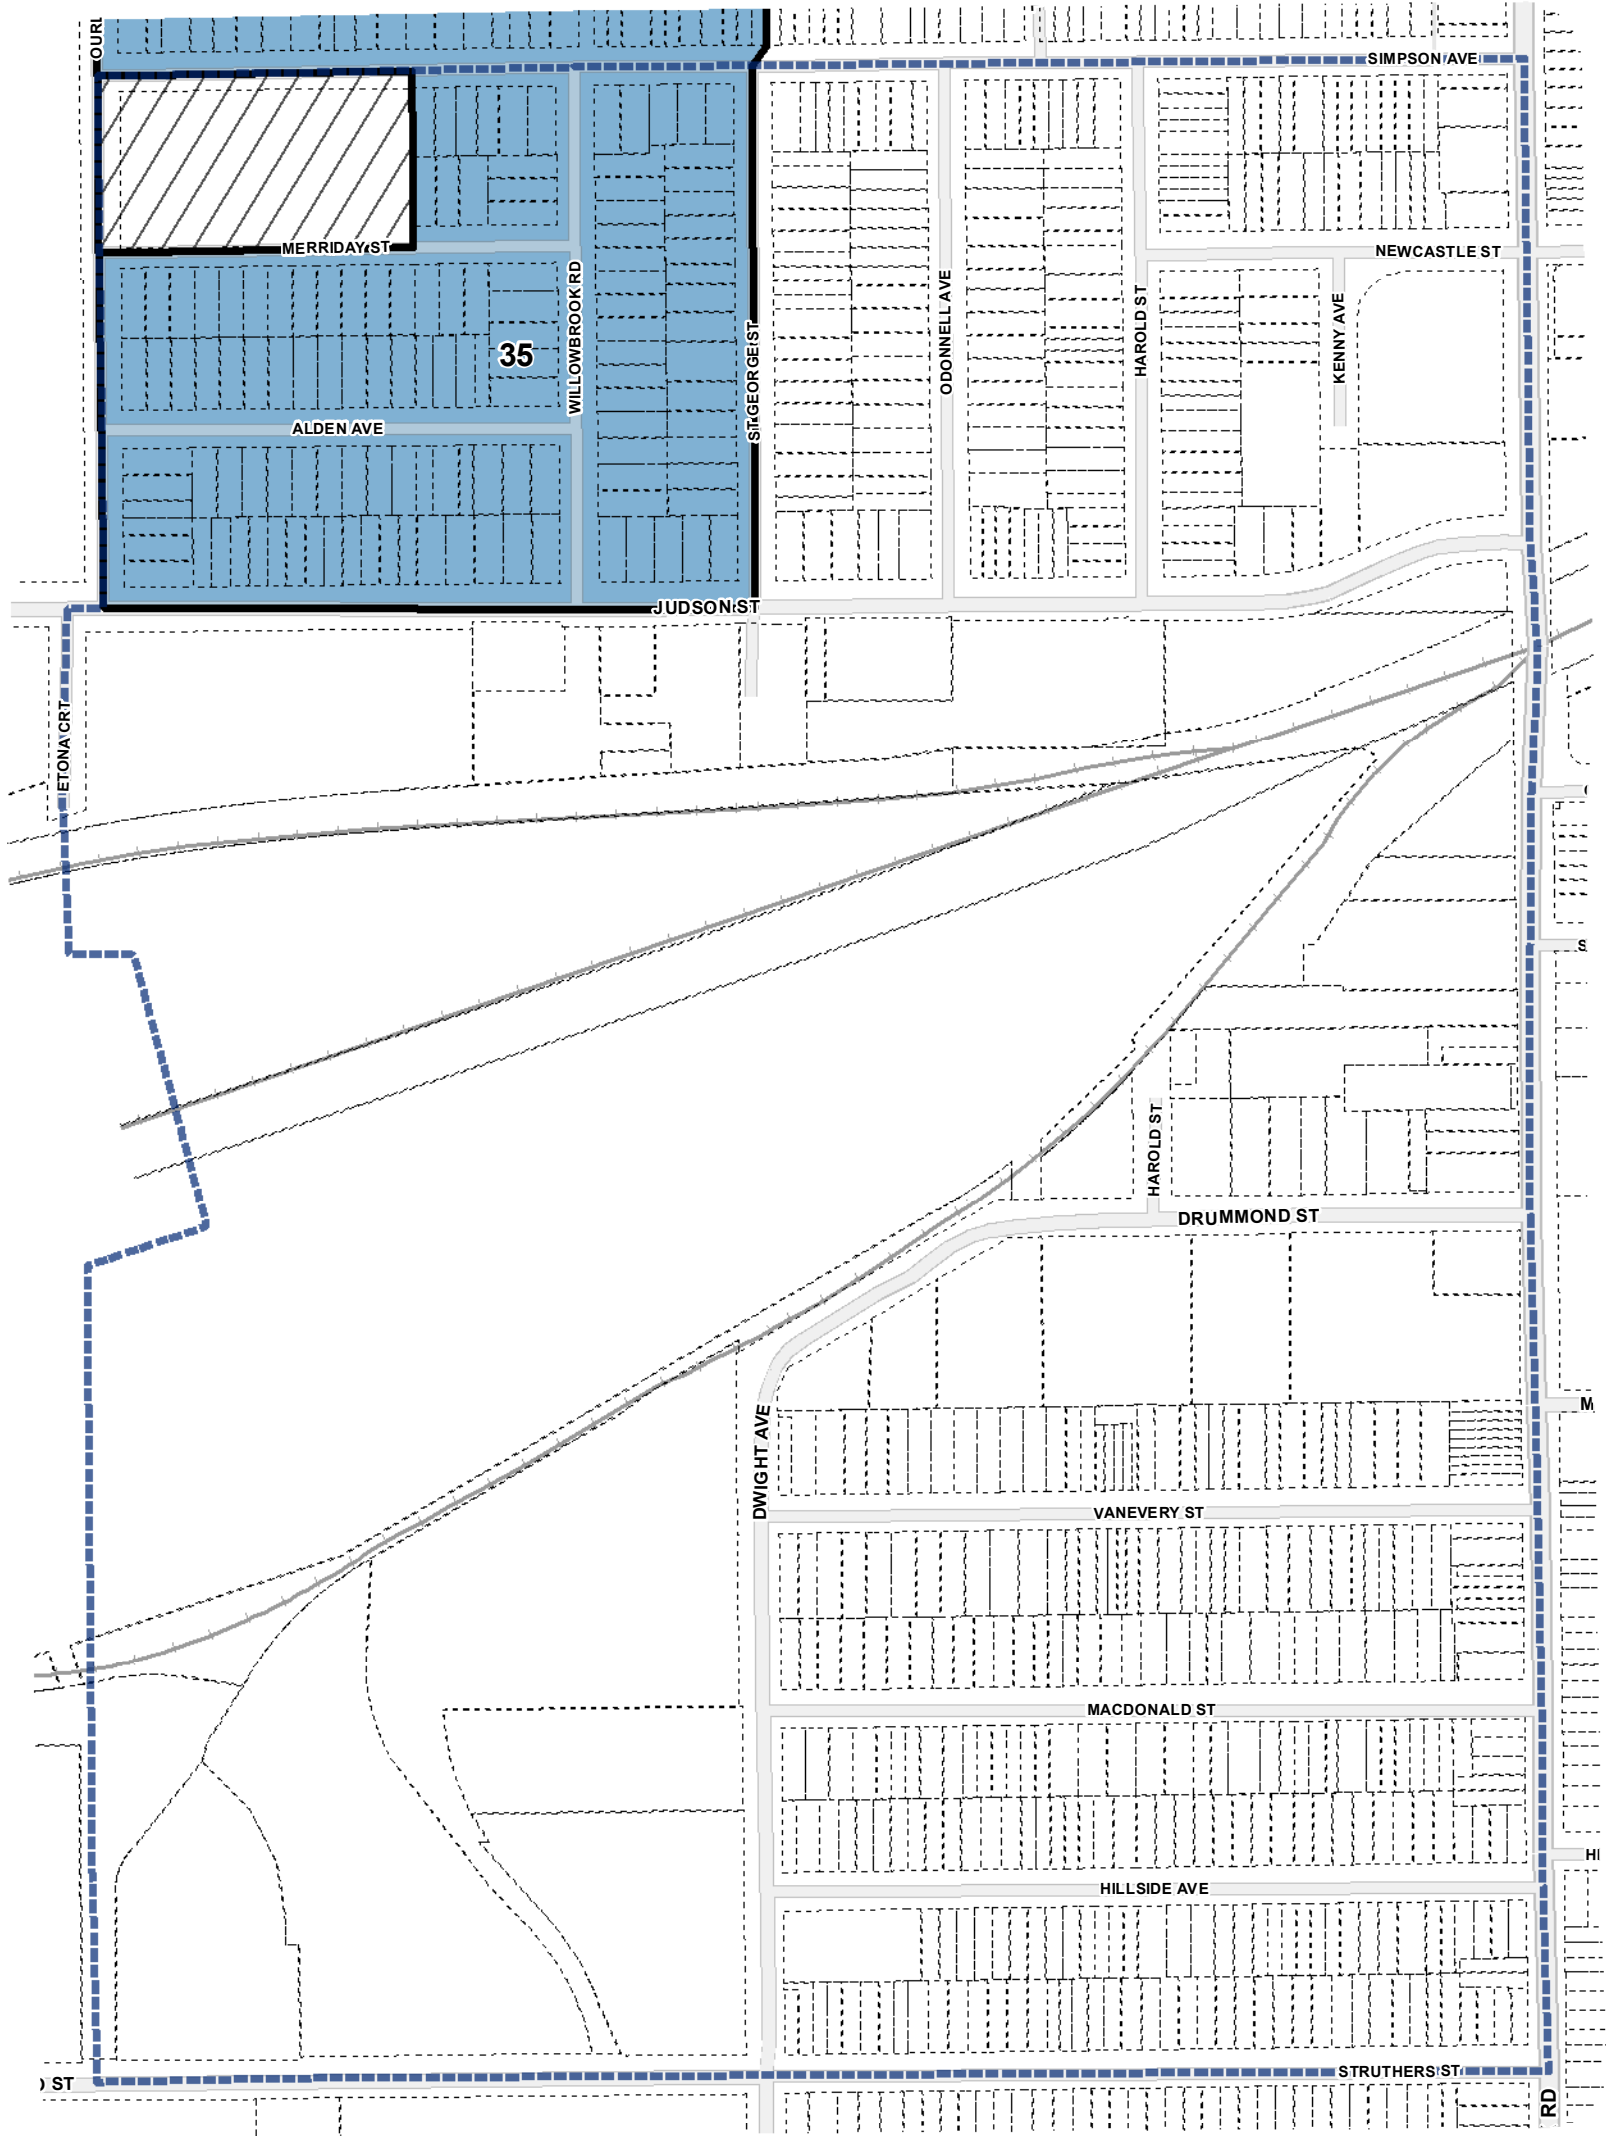 OURL
SIMPSON AVE
MERRIDAY ST
NEWCASTLE ST
WILLOWBROOK RD
ODONNELL AVE
HAROLD ST
KENNY AVE
ST GEORGE ST
35
ALDEN AVE
JUDSON ST
ETONA CRT
S
HAROLD ST
DRUMMOND ST
M
DWIGHT AVE
VANEVERY ST
MACDONALD ST
HI
HILLSIDE AVE
STRUTHERS ST
ST
RD